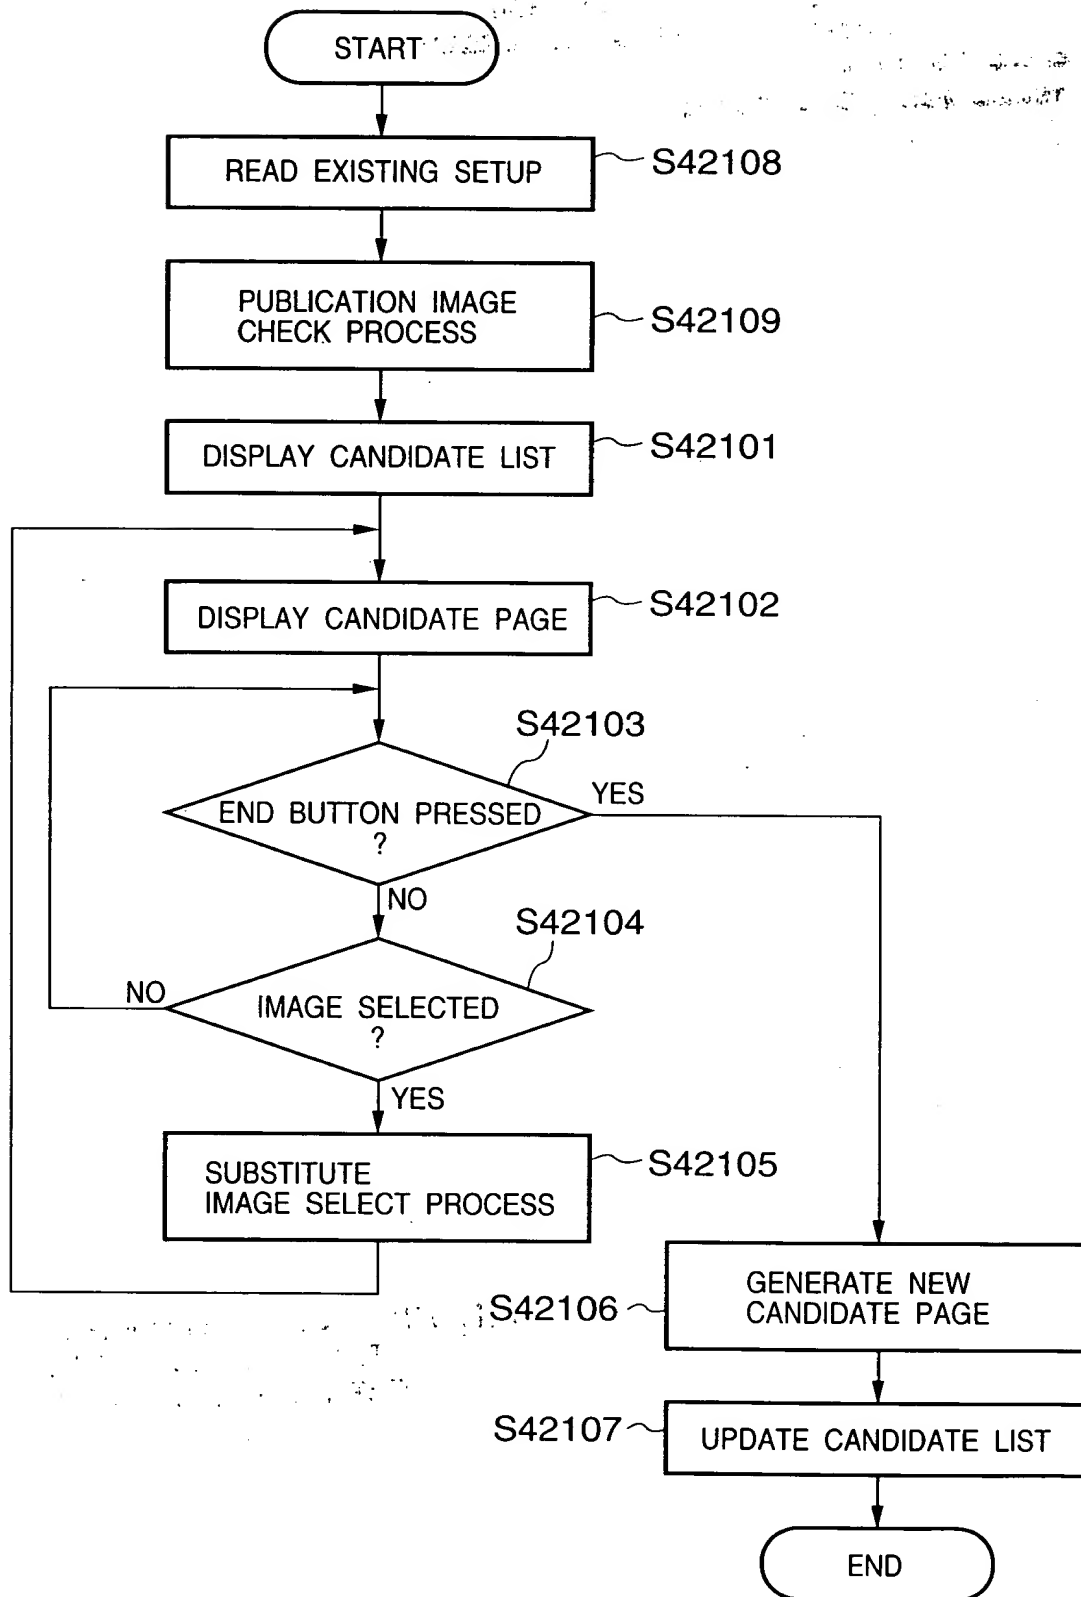 START
READ EXISTING SETUP
S42108
PUBLICATION IMAGE
CHECK PROCESS
S42109
DISPLAY CANDIDATE LIST
S42101
DISPLAY CANDIDATE PAGE
S42102
S42103
END BUTTON PRESSED
?
YES
NO
S42104
IMAGE SELECTED
?
NO
YES
SUBSTITUTE
IMAGE SELECT PROCESS
S42105
GENERATE NEW
CANDIDATE PAGE
S42106
UPDATE CANDIDATE LIST
S42107
END